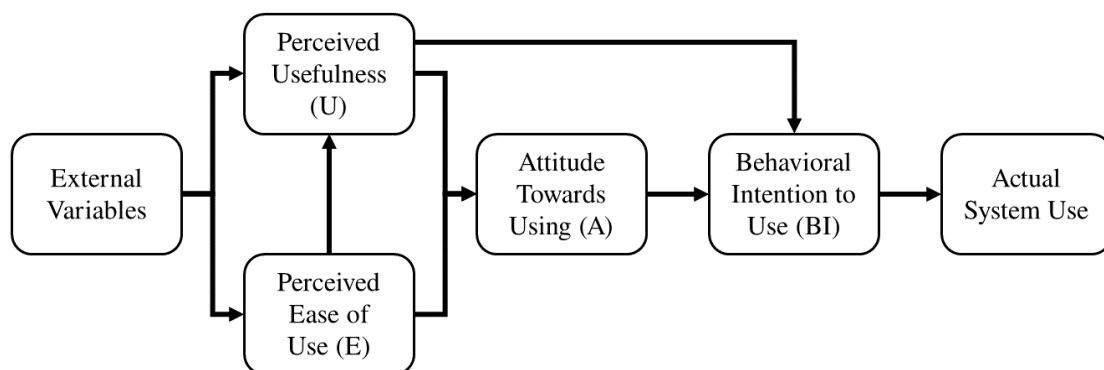 External
Variables
Perceived
Usefulness
(U)
Perceived
Ease of
Use (E)
Attitude
Towards
Using (A)
Behavioral
Intention to
Use (BI)
Actual
System Use